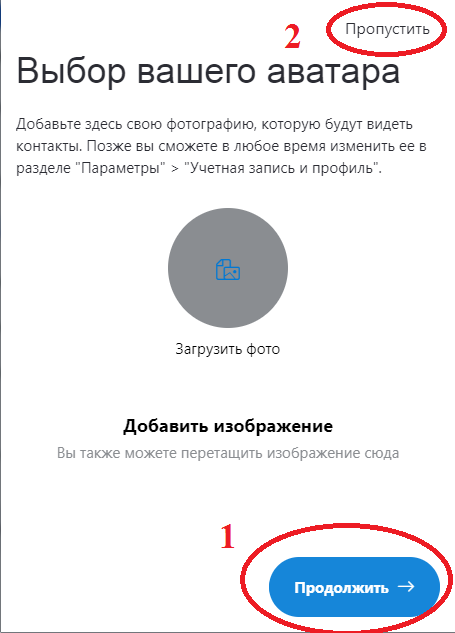 2
Пропустить
Выбор вашего аватара
Добавьте здесь свою фотографию, которую будут видеть
контакты. Позже вы сможете в любое время изменить ее в
разделе "Параметры" > "Учетная запись и профиль".
Загрузить фото
Добавить изображение
Вы также можете перетащить изображение сюда
1
Продолжить →